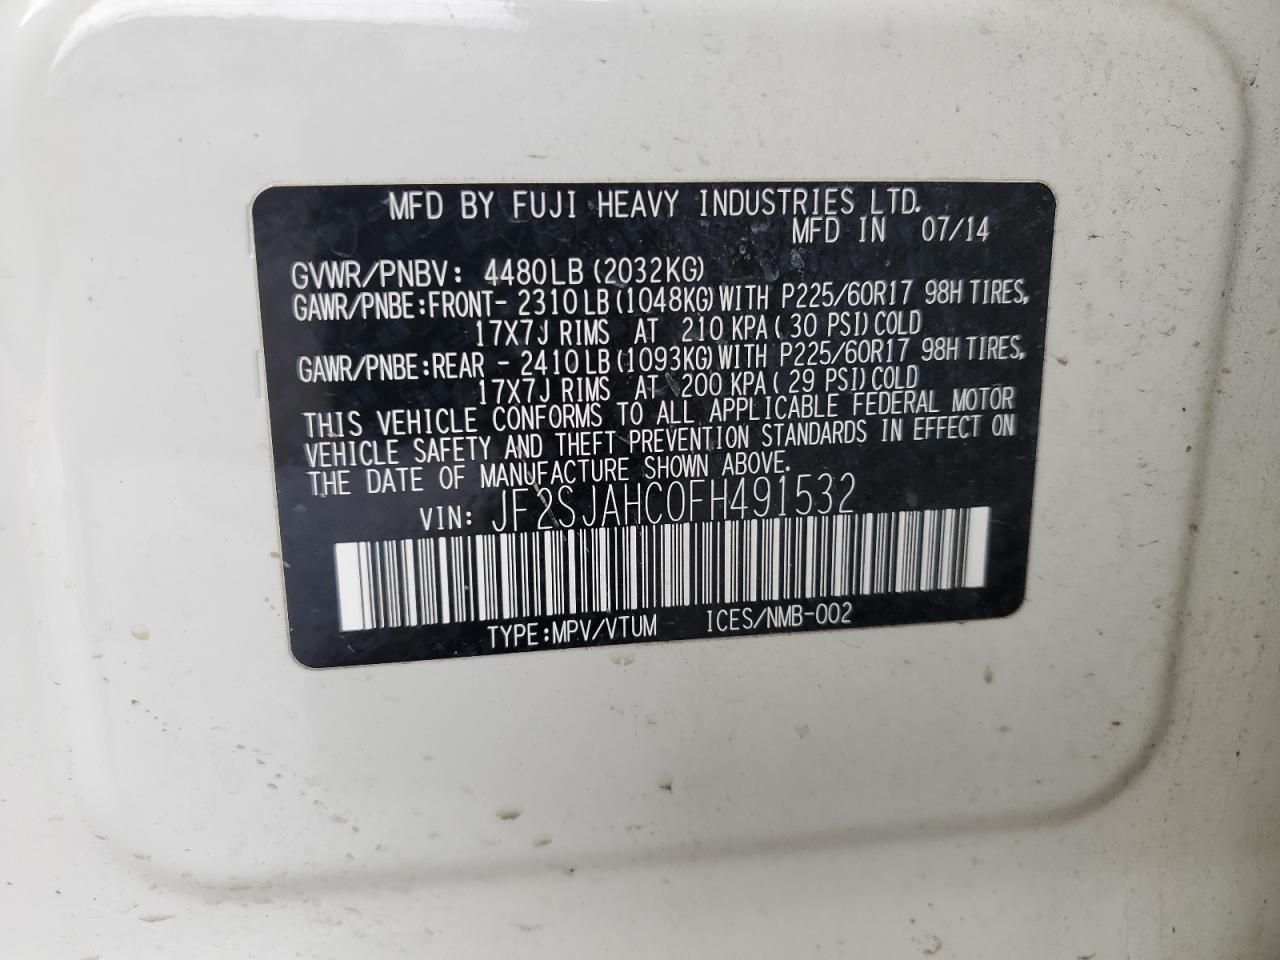 MFD BY FUJI HEAVY INDUSTRIES LTD.
MFD IN 07/14
GVWR/PNBV: 4480LB(2032KG)
GAWR/PNBE:FRONT- 2310LB(1048KG)WITH P225/60R17 98H TIRES,
17X7J RIMS AT 210 KPA(30 PSI)COLD
GAWR/PNBE:REAR - 2410LB(1093KG)WITH P225/60R17 98H TIRES,
17X7J RIMS AT 200 KPA(29 PSI)COLD
THIS VEHICLE CONFORMS TO ALL APPLICABLE FEDERAL MOTOR
VEHICLE SAFETY AND THEFT PREVENTION STANDARDS IN EFFECT ON
THE DATE OF MANUFACTURE SHOWN ABOVE.
VIN: JF2SJAHC0FH491532
TYPE:MPV/VTUM ICES/NMB-002